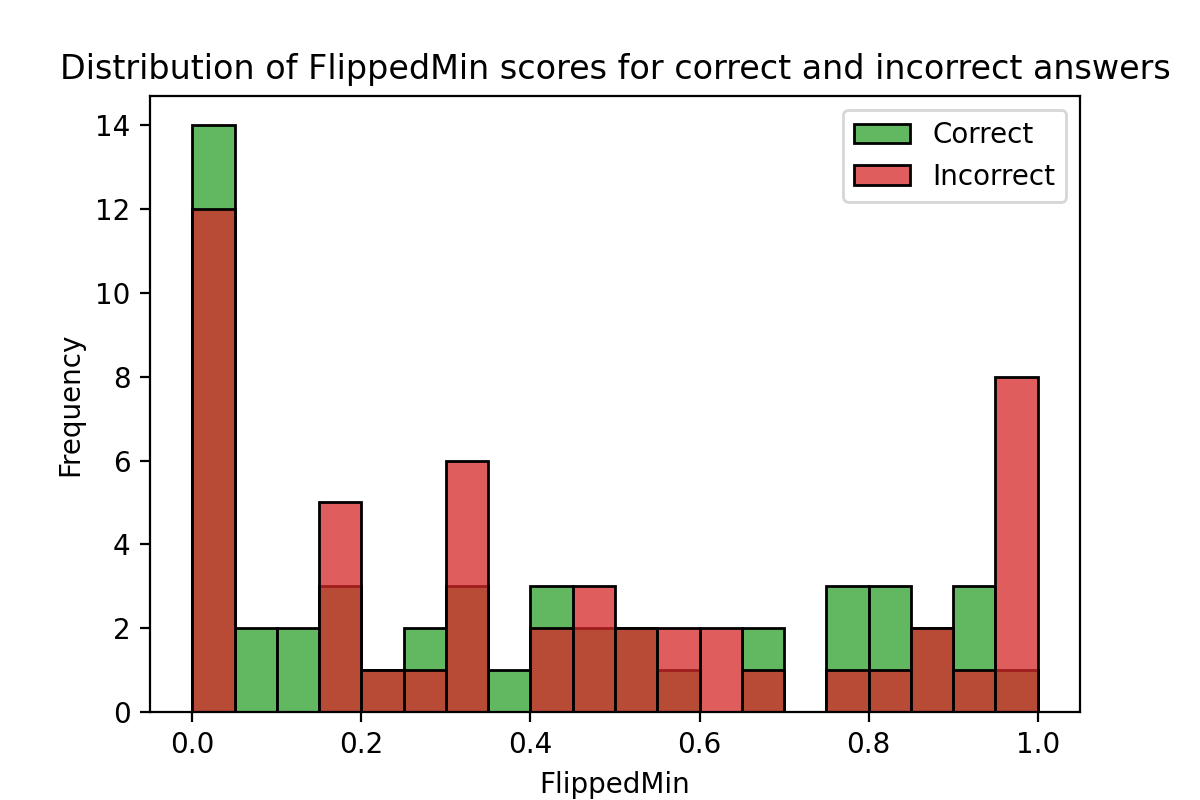 Distribution of FlippedMin scores for correct and incorrect answers
Correct
Incorrect
14
12
10
8
6
4
2
0
Frequency
0.0 0.2 0.4 0.6 0.8 1.0
FlippedMin